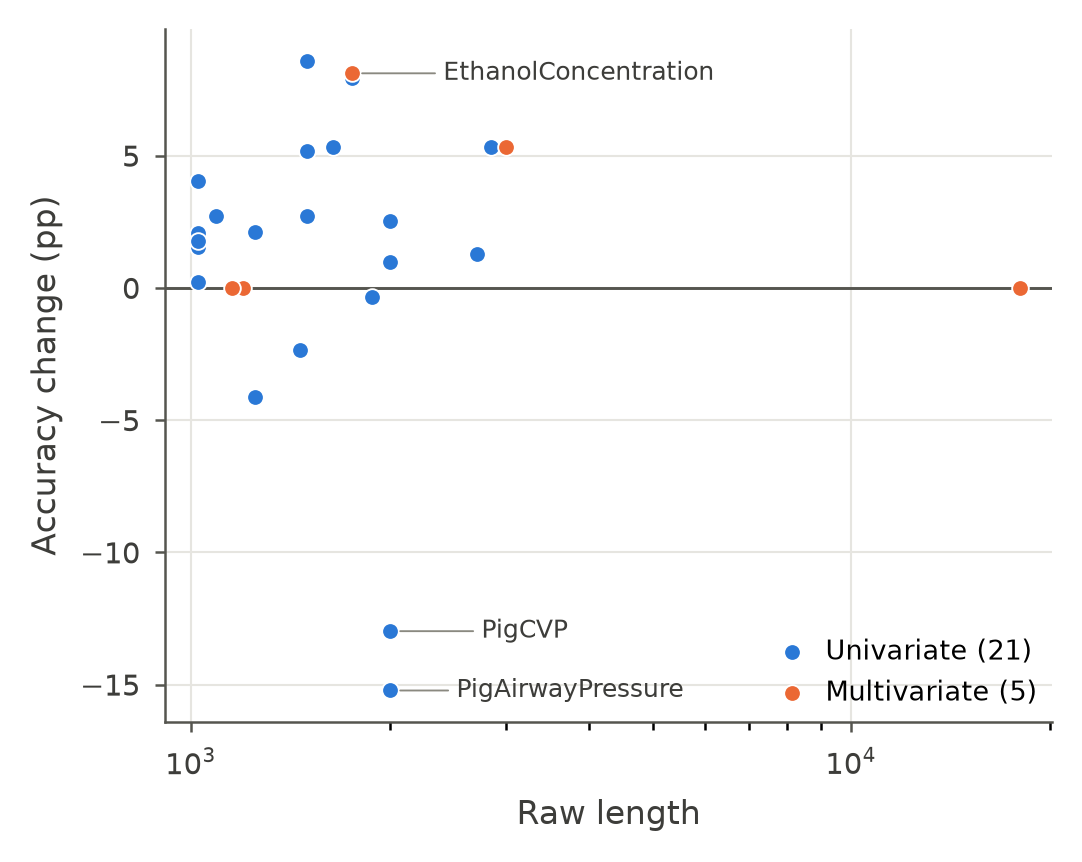 EthanolConcentration
5
0
−5
−10
PigCVP
Univariate (21)
−15
PigAirwayPressure
Multivariate (5)
10³
10⁴
Raw length
Accuracy change (pp)